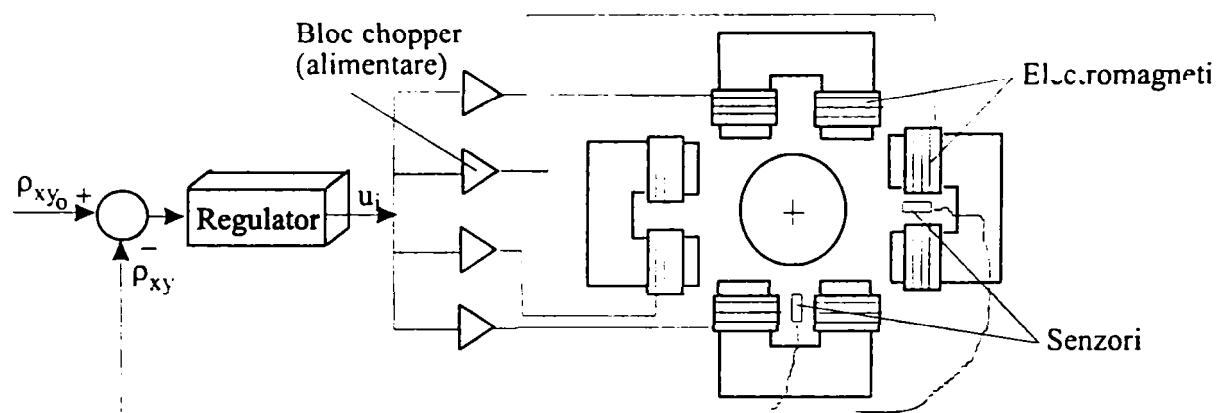 Bloc chopper
(alimentare)
Senzori
ρxyo +
Regulator
ui
−
ρxy